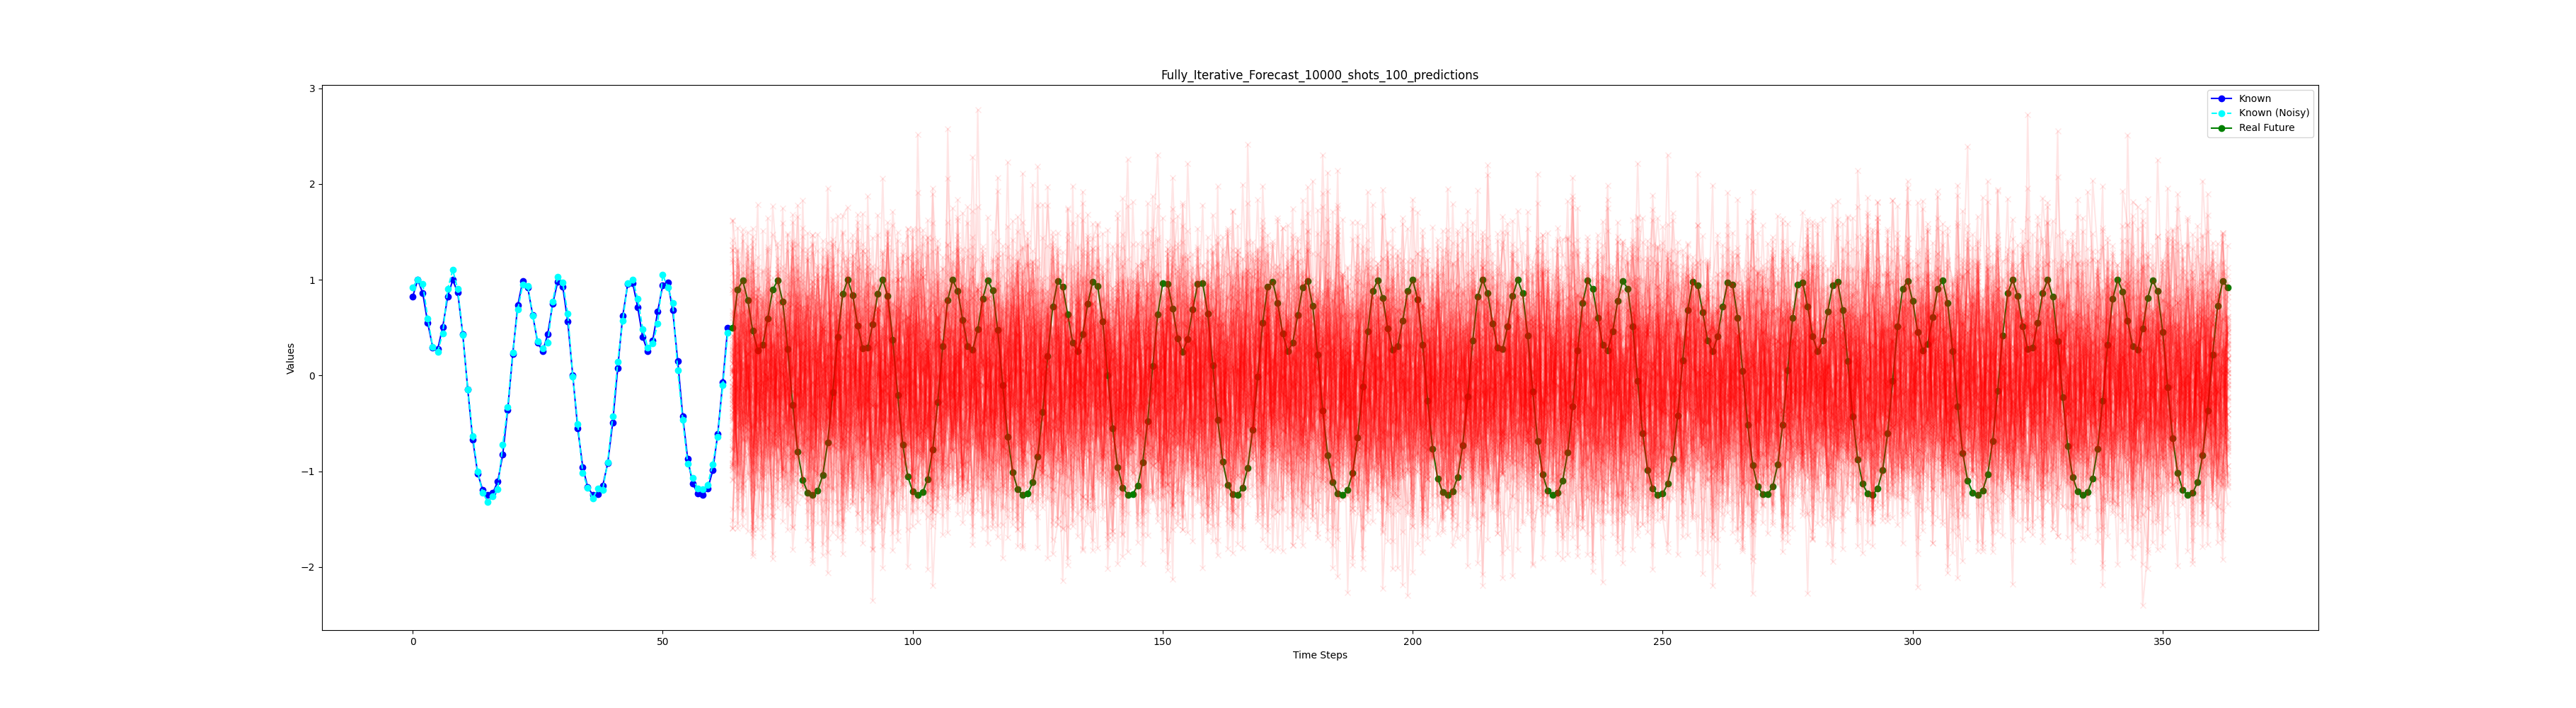 Fully_Iterative_Forecast_10000_shots_100_predictions
Known
Known (Noisy)
Real Future
Values
3
2
1
0
−1
−2
0 50 100 150 200 250 300 350
Time Steps